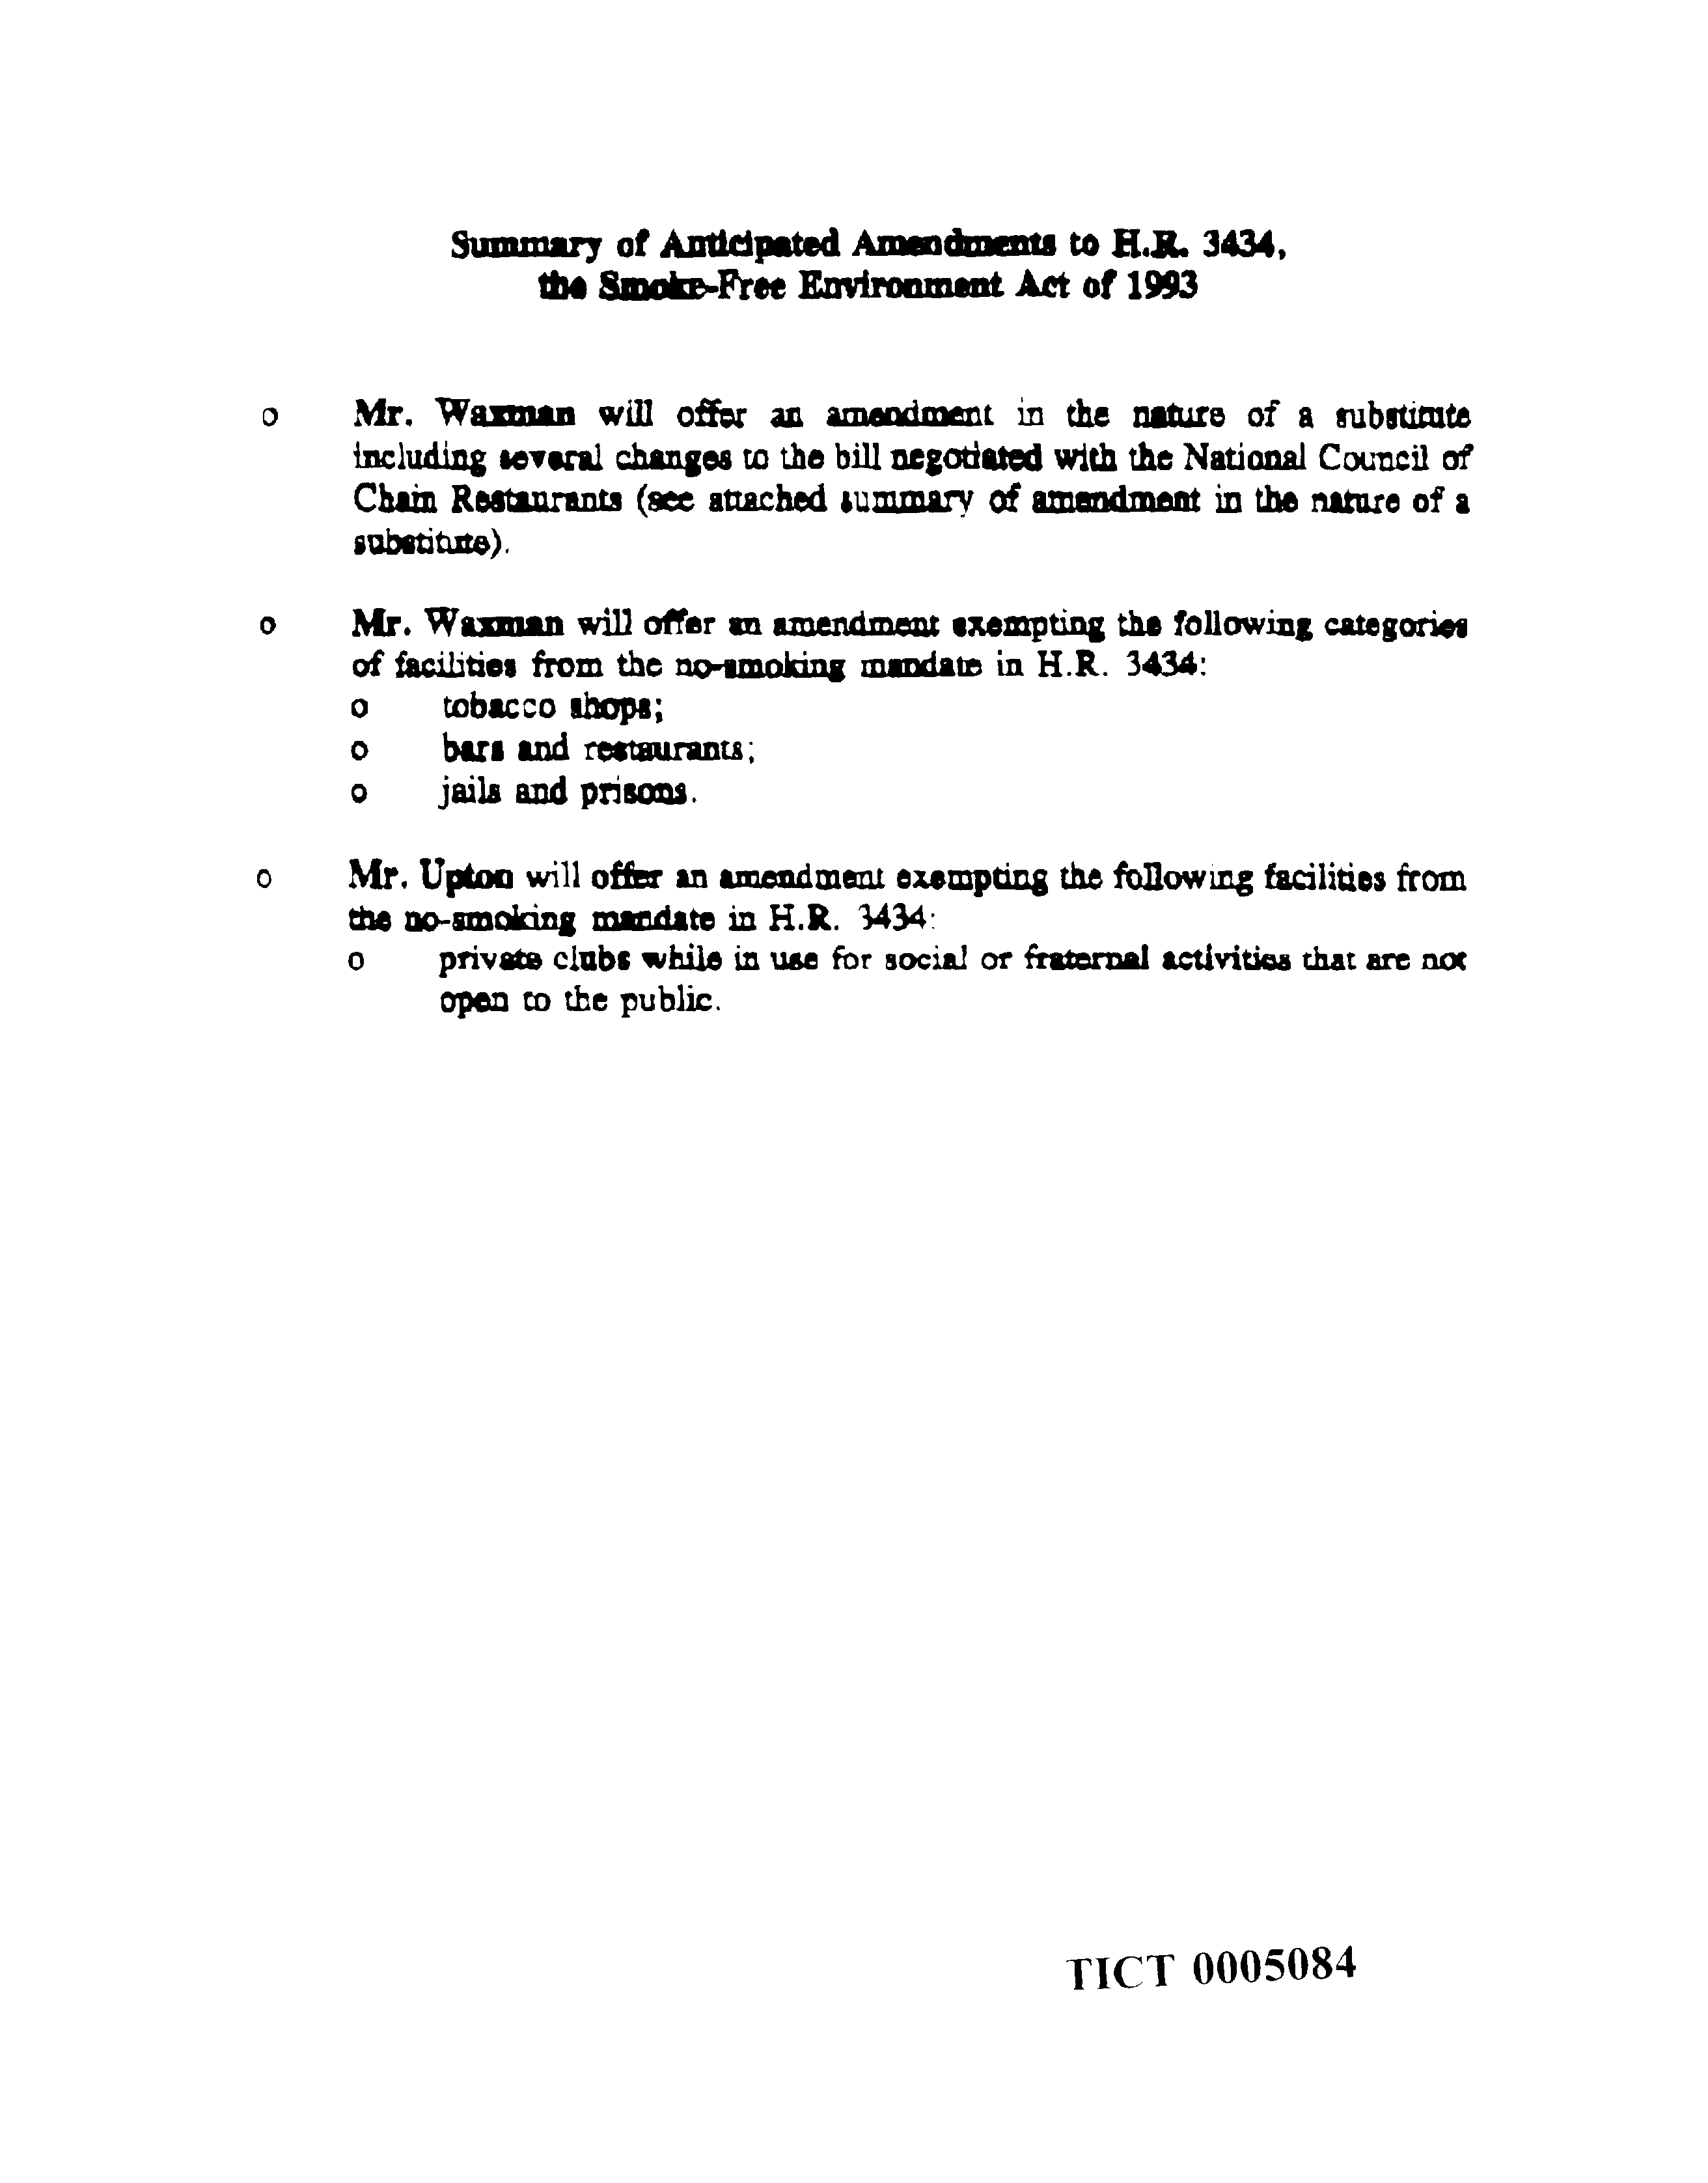 Summary of Anticipated Amendments to H.R. 3434,
the Smoke-Free Environment Act of 1993
o Mr. Waxman will offer an amendment in the nature of a substitute
including several changes to the bill negotiated with the National Council of
Chain Restaurants (see attached summary of amendment in the nature of a
substitute).
o Mr. Waxman will offer an amendment exempting the following categories
of facilities from the no-smoking mandate in H.R. 3434:
o tobacco shops;
o bars and restaurants;
o jails and prisons.
o Mr. Upton will offer an amendment exempting the following facilities from
the no-smoking mandate in H.R. 3434:
o private clubs while in use for social or fraternal activities that are not
open to the public.
TICT 0005084